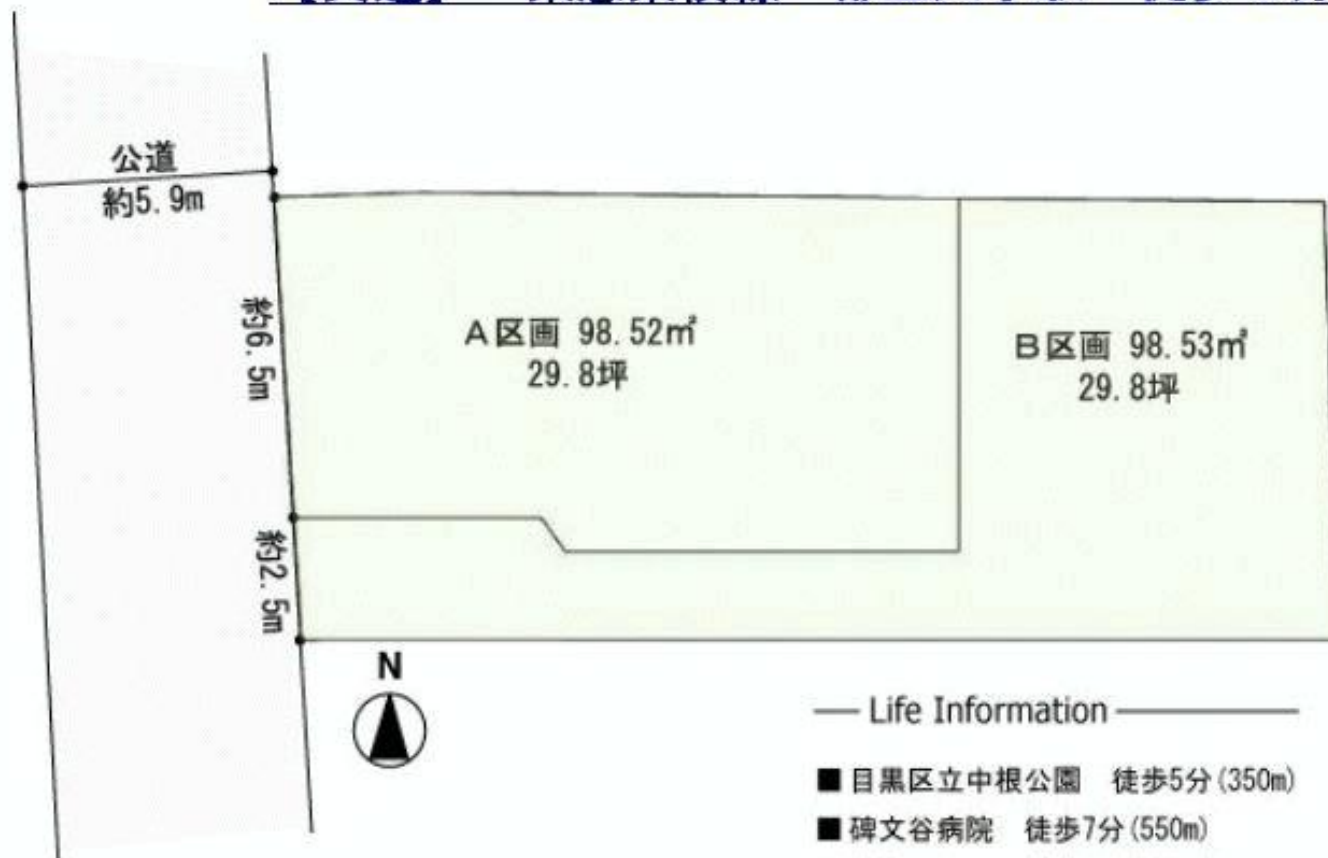 公道
約5.9m
約6.5m
A区画 98.52㎡
29.8坪
B区画 98.53㎡
29.8坪
約2.5m
N
Life Information
■目黒区立中根公園 徒歩5分(350m)
■碑文谷病院 徒歩7分(550m)